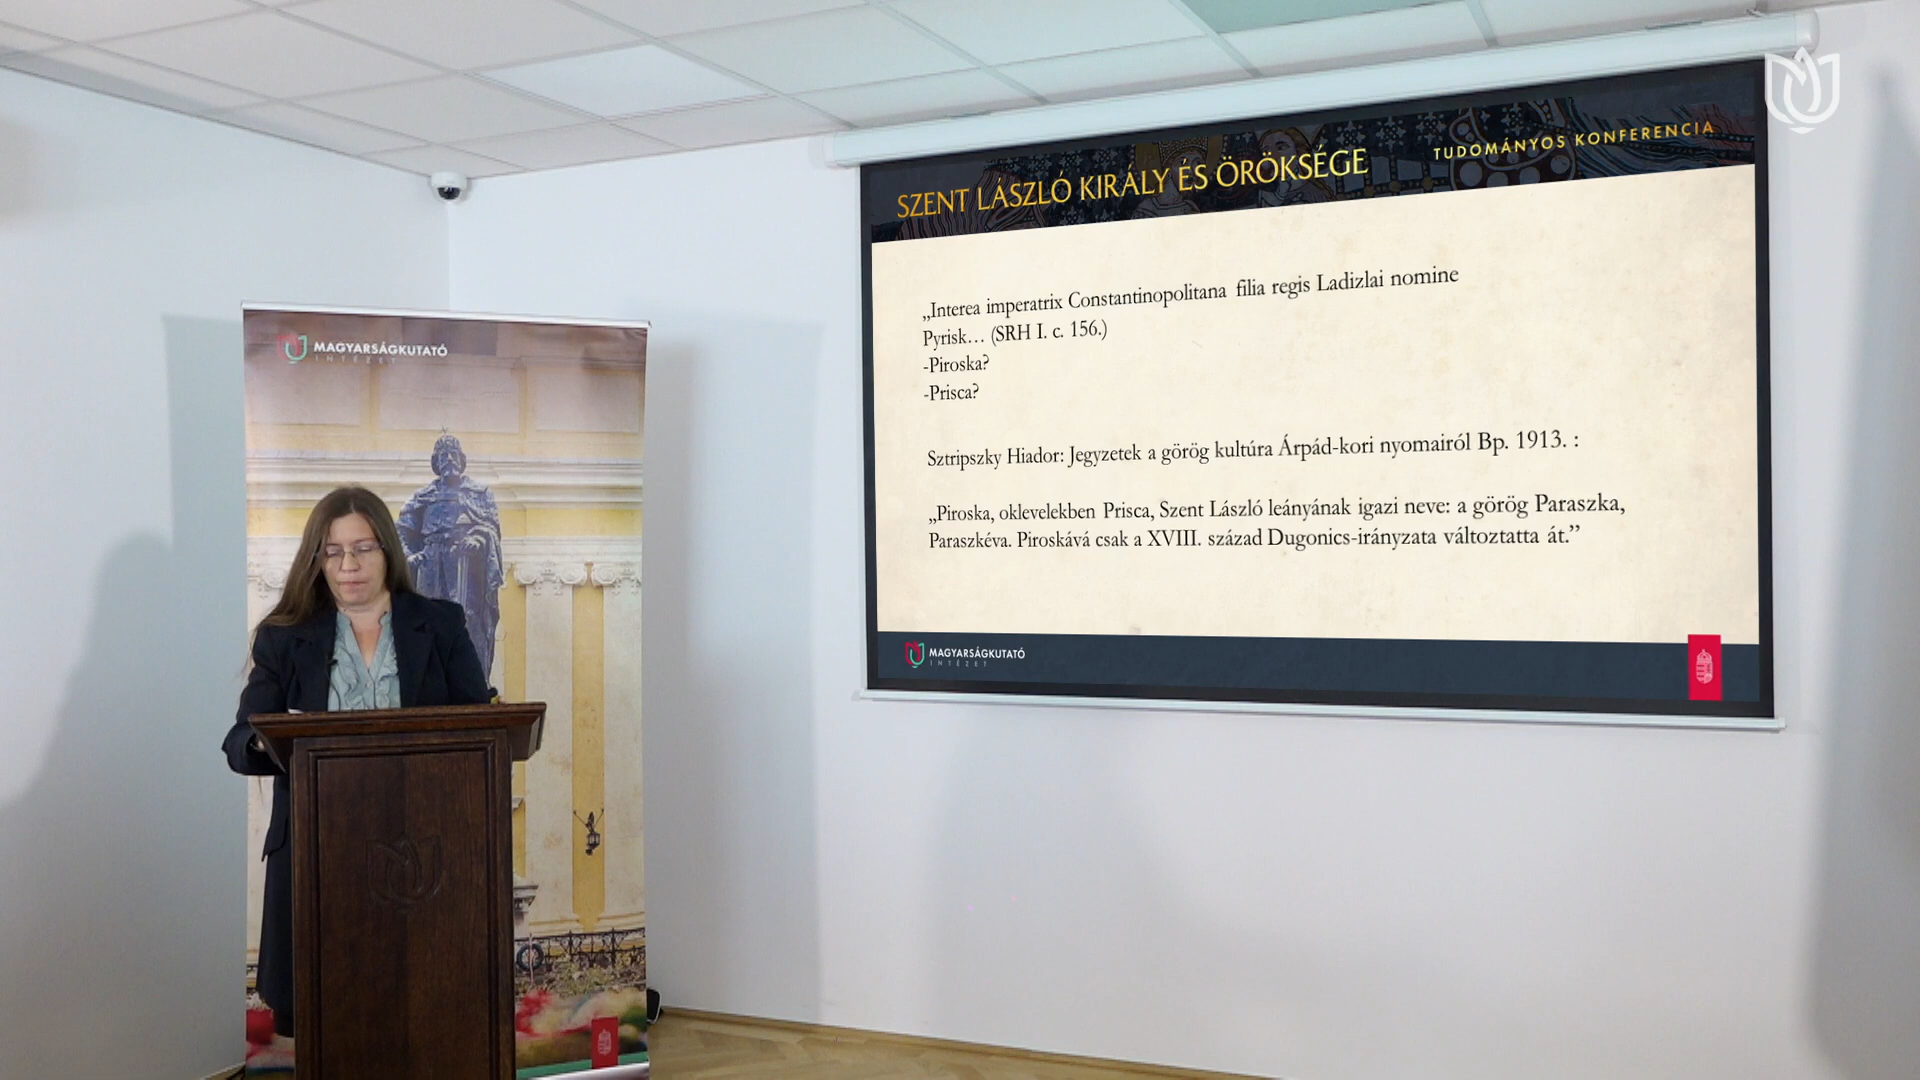 SZENT LÁSZLÓ KIRÁLY ÉS ÖRÖKSÉGE
TUDOMÁNYOS KONFERENCIA
„Interea imperatrix Constantinopolitana filia regis Ladizlai nomine
Pyrisk… (SRH I. c. 156.)
-Piroska?
-Prisca?
Sztripszky Hiador: Jegyzetek a görög kultúra Árpád-kori nyomairól Bp. 1913. :
„Piroska, oklevelekben Prisca, Szent László leányának igazi neve: a görög Paraszka,
Paraszkéva. Piroskává csak a XVIII. század Dugonics-irányzata változtatta át.”
MAGYARSÁGKUTATÓ
INTÉZET
MAGYARSÁGKUTATÓ
INTÉZET